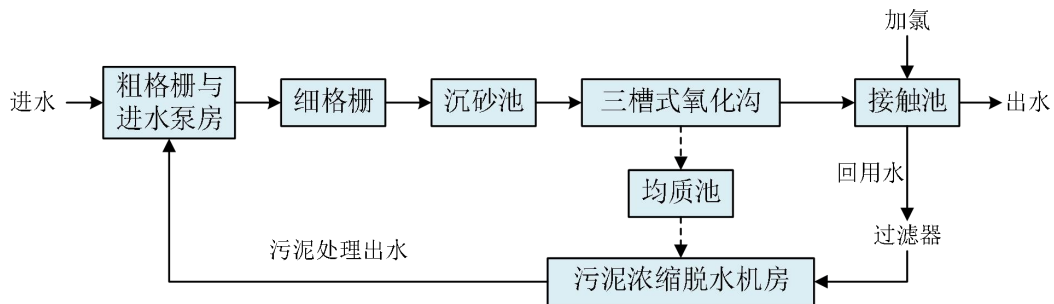 加氯
进水
粗格栅与
进水泵房
细格栅
沉砂池
三槽式氧化沟
接触池
出水
均质池
回用水
过滤器
污泥处理出水
污泥浓缩脱水机房